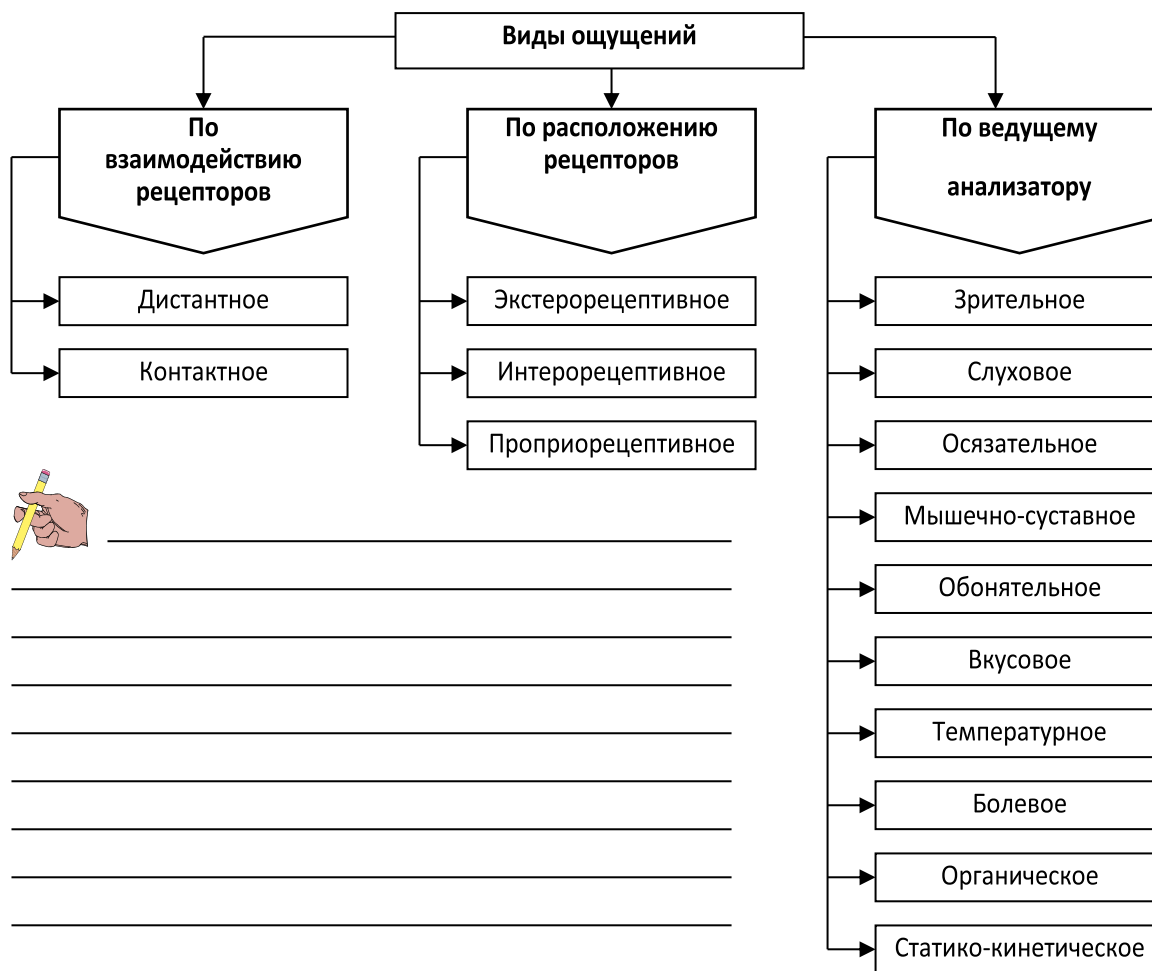 Виды ощущений
По
взаимодействию
рецепторов
Дистантное
Контактное
По расположению
рецепторов
Экстерорецептивное
Интерорецептивное
Проприорецептивное
По ведущему
анализатору
Зрительное
Слуховое
Осязательное
Мышечно-суставное
Обонятельное
Вкусовое
Температурное
Болевое
Органическое
Статико-кинетическое